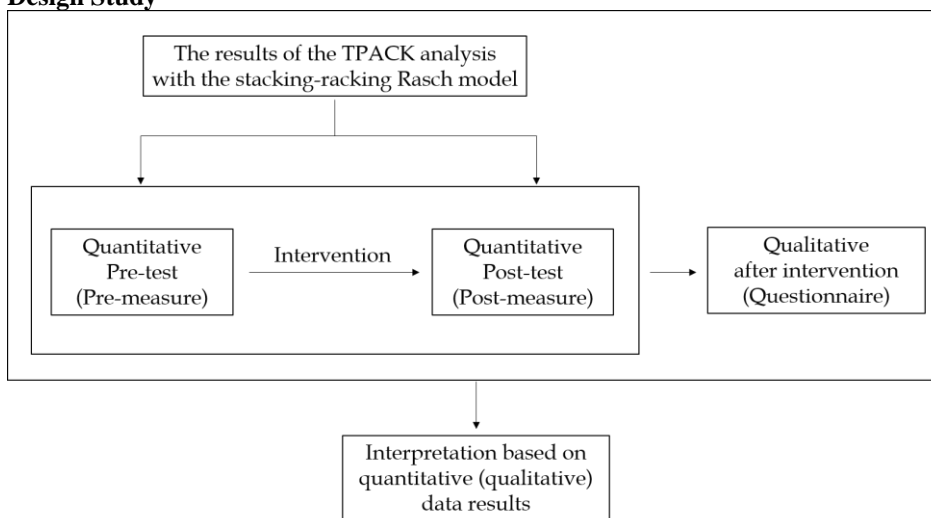 Design Study
The results of the TPACK analysis
with the stacking-racking Rasch model
Quantitative
Pre-test
(Pre-measure)
Intervention
Quantitative
Post-test
(Post-measure)
Qualitative
after intervention
(Questionnaire)
Interpretation based on
quantitative (qualitative)
data results